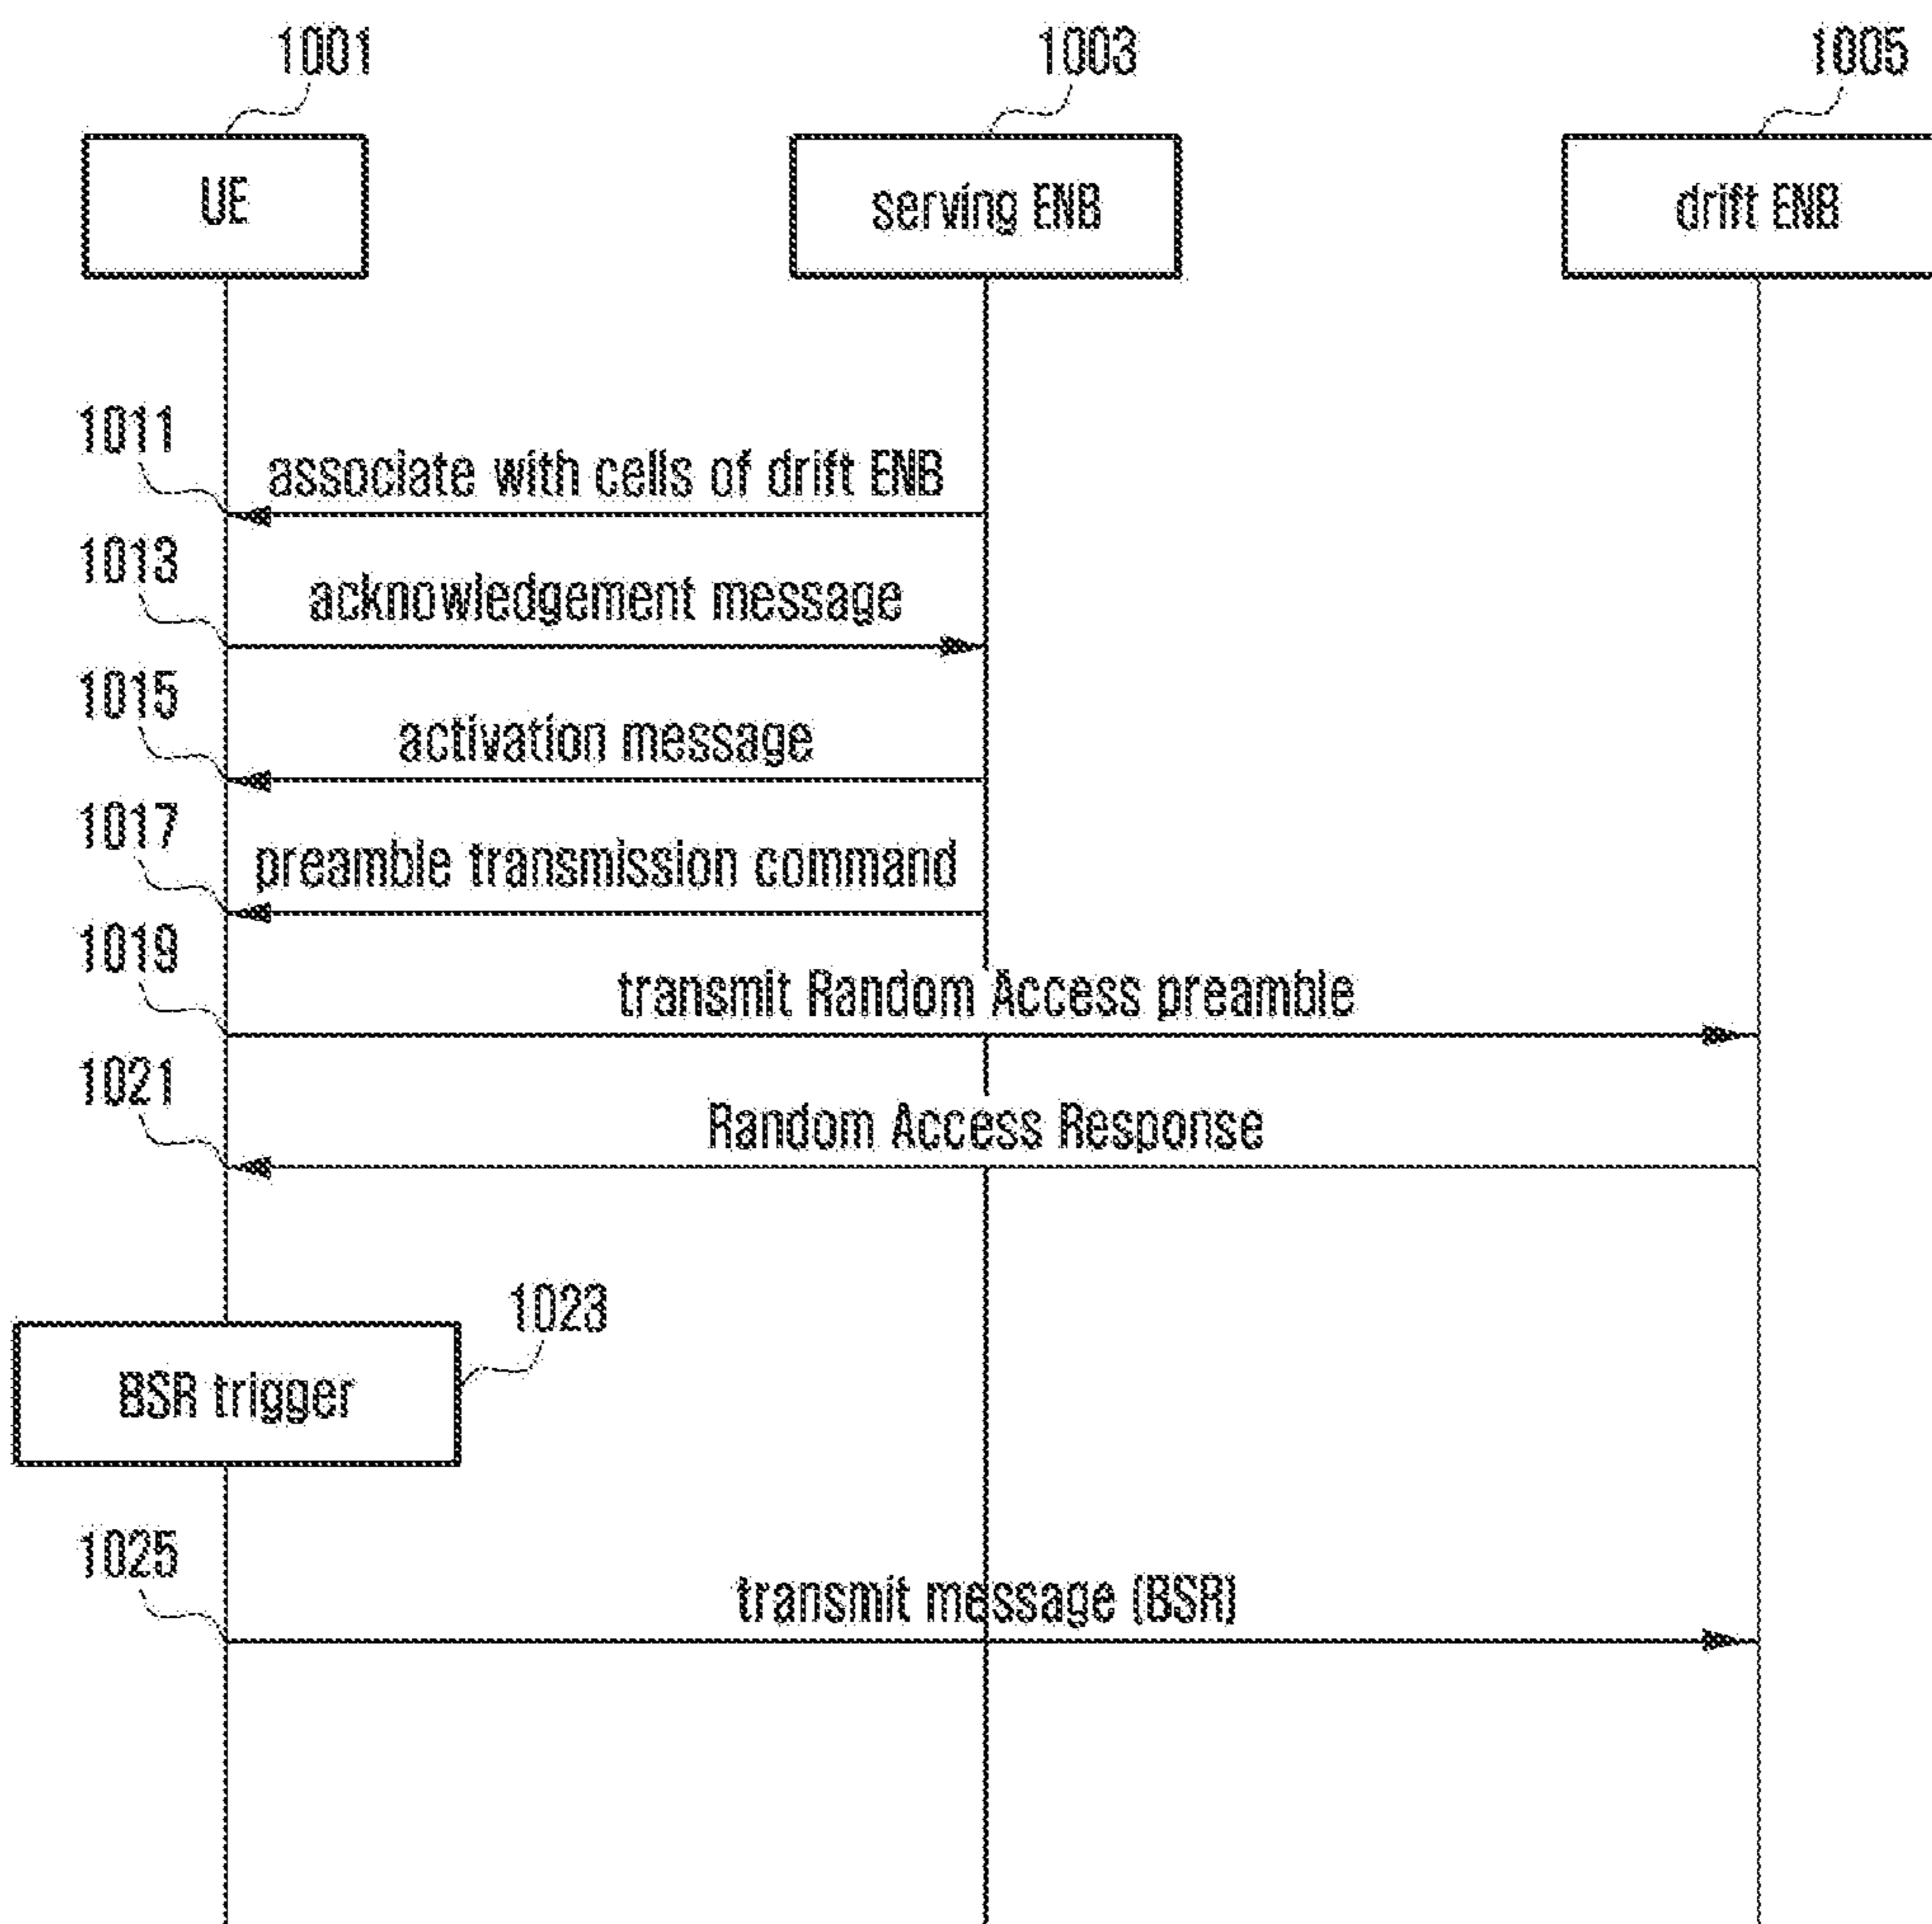 1001
1003
1005
UE
serving ENB
drift ENB
1011
associate with cells of drift ENB
1013
acknowledgement message
1015
activation message
1017
preamble transmission command
1019
transmit Random Access preamble
1021
Random Access Response
1023
BSR trigger
1025
transmit message (BSR)